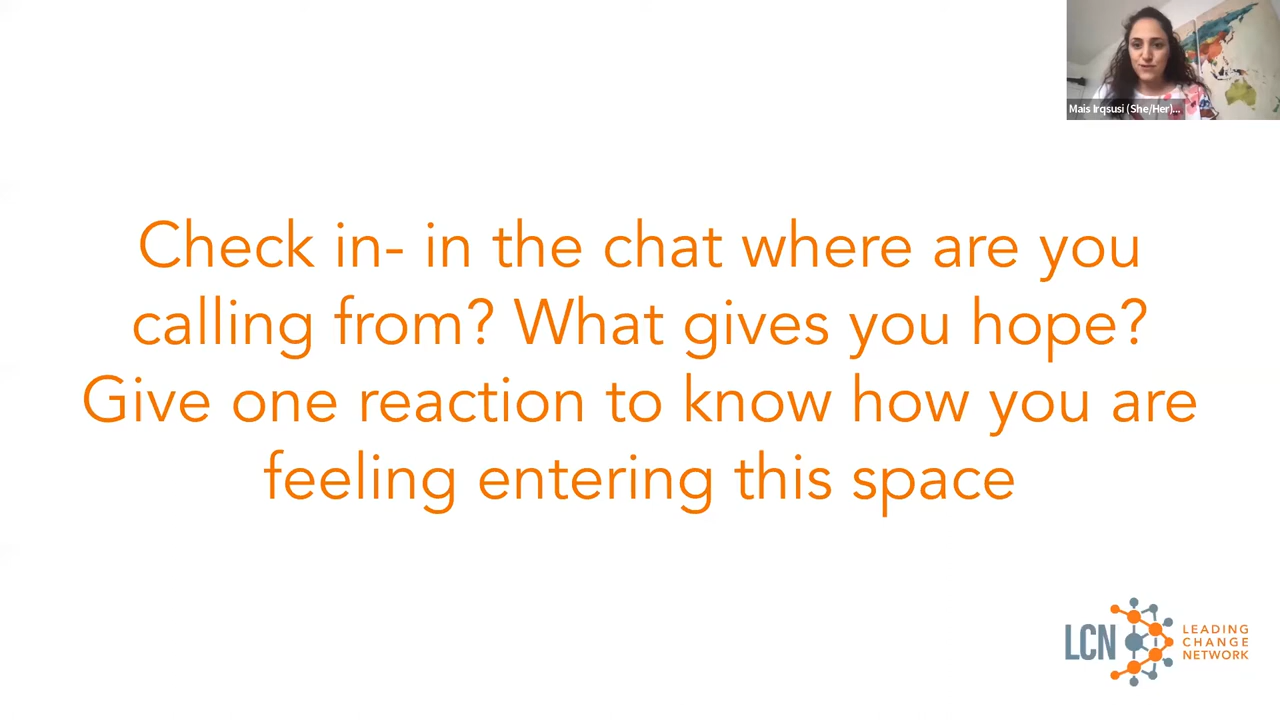 Mais Irqsusi (She/Her)...
Check in- in the chat where are you
calling from? What gives you hope?
Give one reaction to know how you are
feeling entering this space
LCN
LEADING
CHANGE
NETWORK